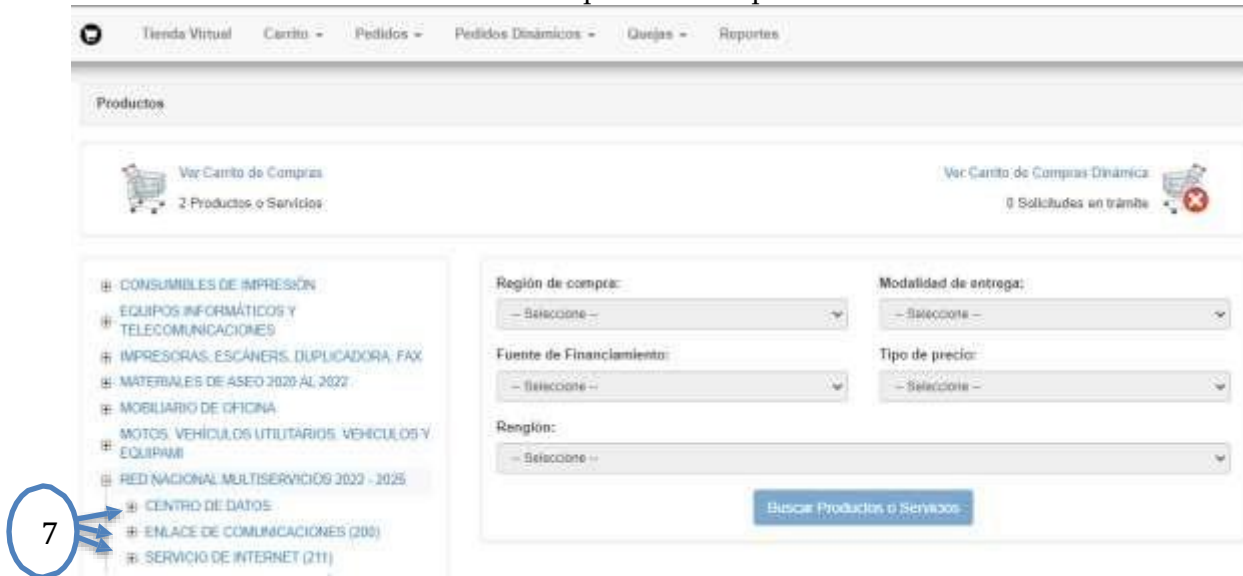 Tienda Virtual Carrito Pedidos Pedidos Dinámicos Quejas Reportes
Productos
Ver Carrito de Compras
2 Productos o Servicios
Ver Carrito de Compras Dinámica
0 Solicitudes en trámite
CONSUMIBLES DE IMPRESIÓN
EQUIPOS INFORMÁTICOS Y
TELECOMUNICACIONES
IMPRESORAS, ESCÁNERS, DUPLICADORA, FAX
MATERIALES DE ASEO 2020 AL 2022
MOBILIARIO DE OFICINA
MOTOS, VEHÍCULOS UTILITARIOS, VEHÍCULOS Y
EQUIPAMI
RED NACIONAL MULTISERVICIOS 2022 - 2025
CENTRO DE DATOS
ENLACE DE COMUNICACIONES (200)
SERVICIO DE INTERNET (211)
7
Región de compra:
-- Seleccione --
Modalidad de entrega:
-- Seleccione --
Fuente de Financiamiento:
-- Seleccione --
Tipo de precio:
-- Seleccione --
Renglón:
-- Seleccione --
Buscar Productos o Servicios